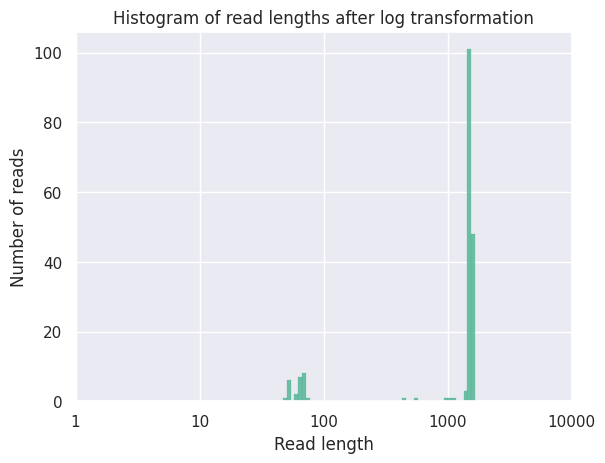 Histogram of read lengths after log transformation
100
80
60
40
20
0
Number of reads
1 10 100 1000 10000
Read length